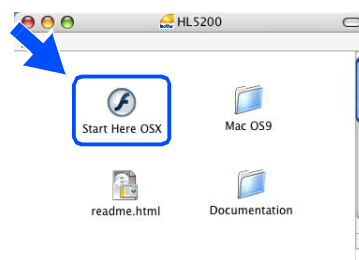 HL5200
Start Here OSX
Mac OS9
readme.html
Documentation